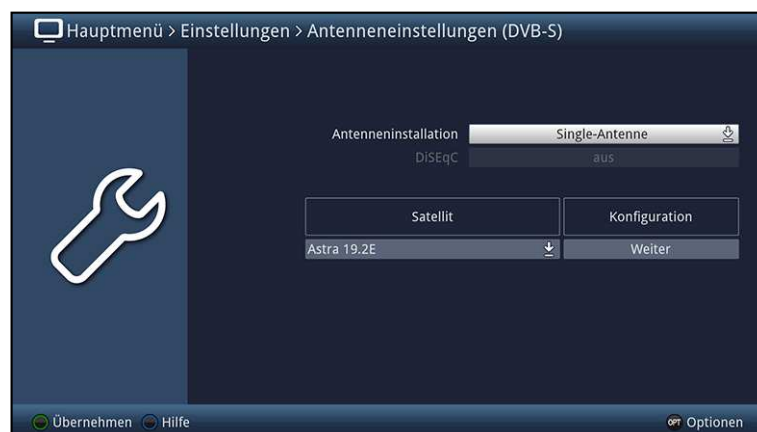 Hauptmenü > Einstellungen > Antenneneinstellungen (DVB-S)
Antenneninstallation Single-Antenne
DiSEqC aus
Satellit Konfiguration
Astra 19.2E Weiter
Übernehmen Hilfe OPT Optionen